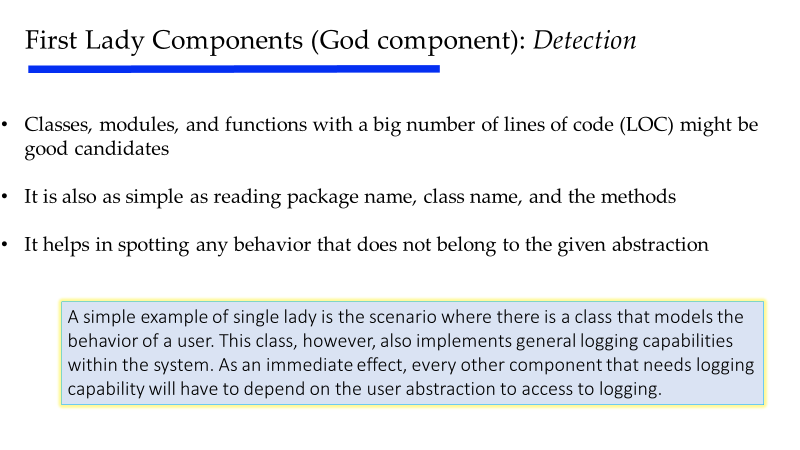 First Lady Components (God component): Detection
• Classes, modules, and functions with a big number of lines of code (LOC) might be
good candidates
• It is also as simple as reading package name, class name, and the methods
• It helps in spotting any behavior that does not belong to the given abstraction
A simple example of single lady is the scenario where there is a class that models the
behavior of a user. This class, however, also implements general logging capabilities
within the system. As an immediate effect, every other component that needs logging
capability will have to depend on the user abstraction to access to logging.